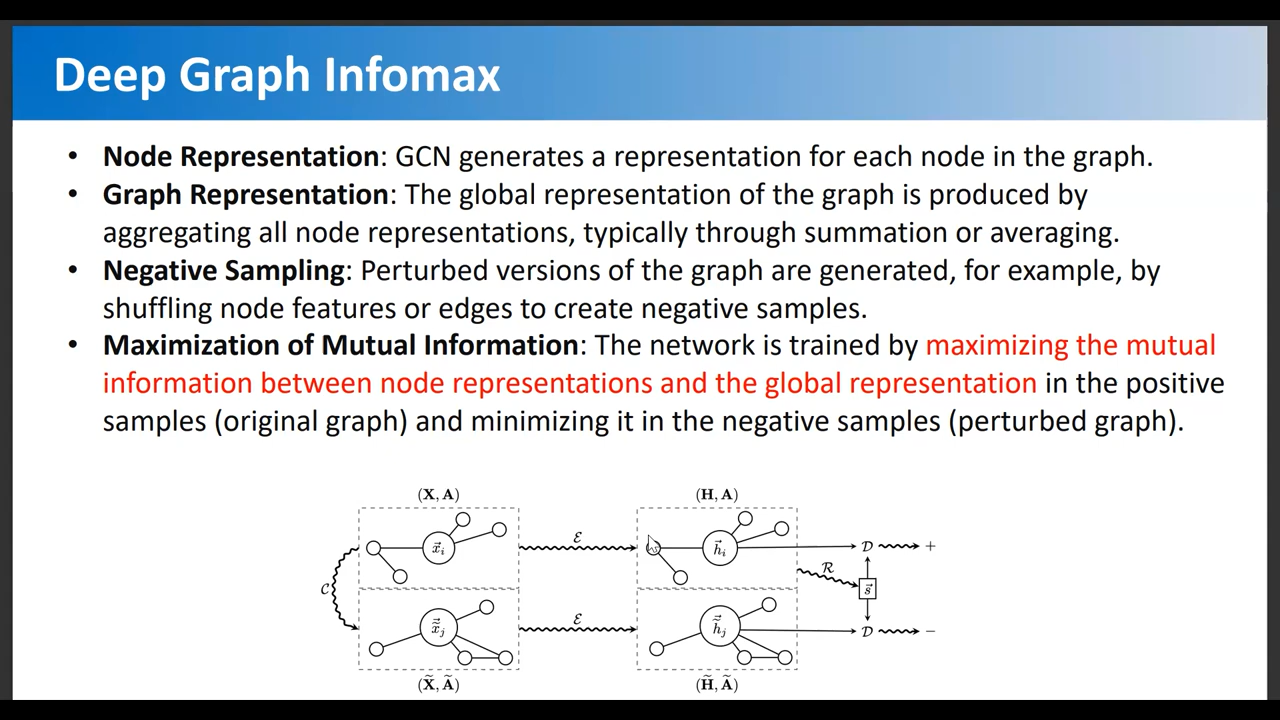 Deep Graph Infomax
• Node Representation: GCN generates a representation for each node in the graph.
• Graph Representation: The global representation of the graph is produced by
aggregating all node representations, typically through summation or averaging.
• Negative Sampling: Perturbed versions of the graph are generated, for example, by
shuffling node features or edges to create negative samples.
• Maximization of Mutual Information: The network is trained by maximizing the mutual
information between node representations and the global representation in the positive
samples (original graph) and minimizing it in the negative samples (perturbed graph).
(X, A) (H, A)
x⃗ᵢ ℰ h⃗ᵢ 𝒟 +
𝒞 ℛ s⃗
x̃⃗ⱼ ℰ h̃⃗ⱼ 𝒟 −
(X̃, Ã) (H̃, Ã)